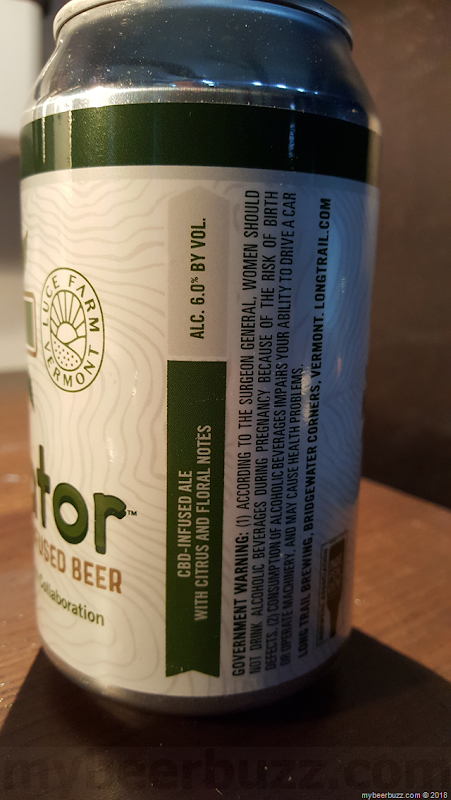 LUCE FARM
VERMONT
tor™
USED BEER
Collaboration
ALC. 6.0% BY VOL.
CBD-INFUSED ALE
WITH CITRUS AND FLORAL NOTES
GOVERNMENT WARNING: (1) ACCORDING TO THE SURGEON GENERAL, WOMEN SHOULD
NOT DRINK ALCOHOLIC BEVERAGES DURING PREGNANCY BECAUSE OF THE RISK OF BIRTH
DEFECTS. (2) CONSUMPTION OF ALCOHOLIC BEVERAGES IMPAIRS YOUR ABILITY TO DRIVE A CAR
OR OPERATE MACHINERY, AND MAY CAUSE HEALTH PROBLEMS.
LONG TRAIL BREWING, BRIDGEWATER CORNERS, VERMONT. LONGTRAIL.COM
mybeerbuzz.com
mybeerbuzz.com © 2018